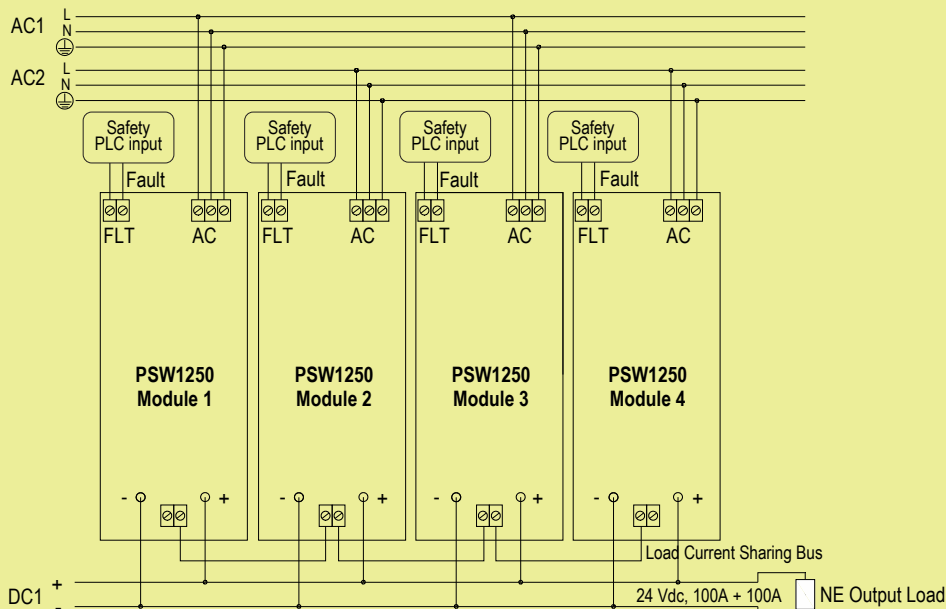 AC1 L
N
AC2 L
N
Safety PLC input
Safety PLC input
Safety PLC input
Safety PLC input
Fault
Fault
Fault
Fault
FLT AC
FLT AC
FLT AC
FLT AC
PSW1250 Module 1
PSW1250 Module 2
PSW1250 Module 3
PSW1250 Module 4
- +
- +
- +
- +
Load Current Sharing Bus
DC1 +
-
24 Vdc, 100A + 100A
NE Output Load